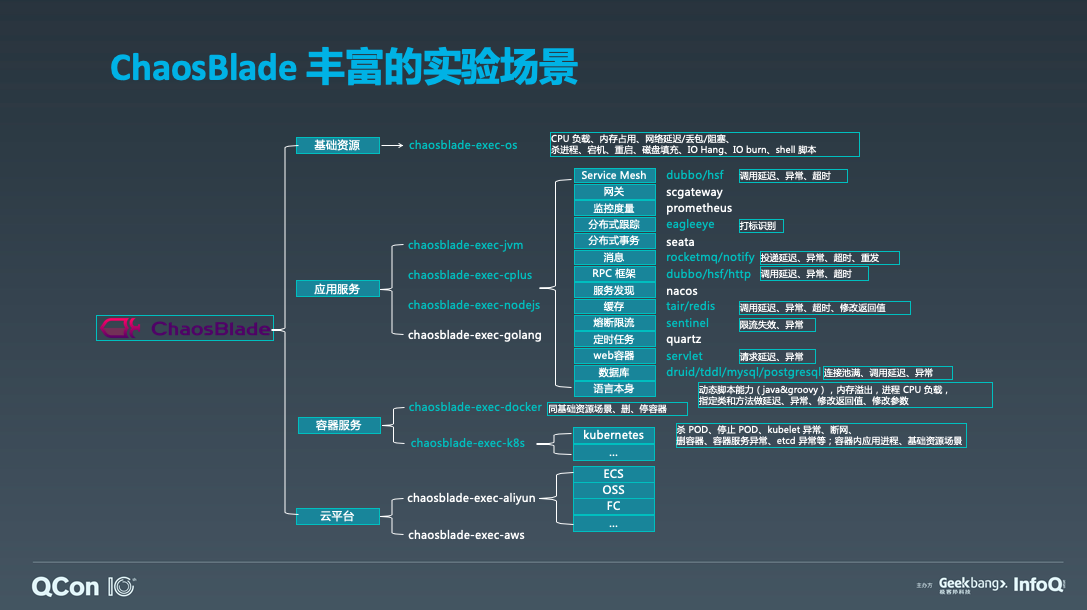 ChaosBlade 丰富的实验场景
基础资源
chaosblade-exec-os
CPU 负载、内存占用、网络延迟/丢包/阻塞、
杀进程、宕机、重启、磁盘填充、IO Hang、IO burn、shell 脚本
ChaosBlade
应用服务
chaosblade-exec-jvm
chaosblade-exec-cplus
chaosblade-exec-nodejs
chaosblade-exec-golang
Service Mesh dubbo/hsf 调用延迟、异常、超时
网关 scgateway
监控度量 prometheus
分布式跟踪 eagleeye 打标识别
分布式事务 seata
消息 rocketmq/notify 投递延迟、异常、超时、重发
RPC 框架 dubbo/hsf/http 调用延迟、异常、超时
服务发现 nacos
缓存 tair/redis 调用延迟、异常、超时、修改返回值
熔断限流 sentinel 限流失效、异常
定时任务 quartz
web容器 servlet 请求延迟、异常
数据库 druid/tddl/mysql/postgresql 连接池满、调用延迟、异常
语言本身
动态脚本能力（java&groovy），内存溢出，进程 CPU 负载，
指定类和方法做延迟、异常、修改返回值、修改参数
容器服务
chaosblade-exec-docker 同基础资源场景、删、停容器
chaosblade-exec-k8s
kubernetes
...
杀 POD、停止 POD、kubelet 异常、断网、
删容器、容器服务异常、etcd 异常等；容器内应用进程、基础资源场景
云平台
chaosblade-exec-aliyun
chaosblade-exec-aws
ECS
OSS
FC
...
QCon 10
主办方 Geekbang>. InfoQ
极客邦科技